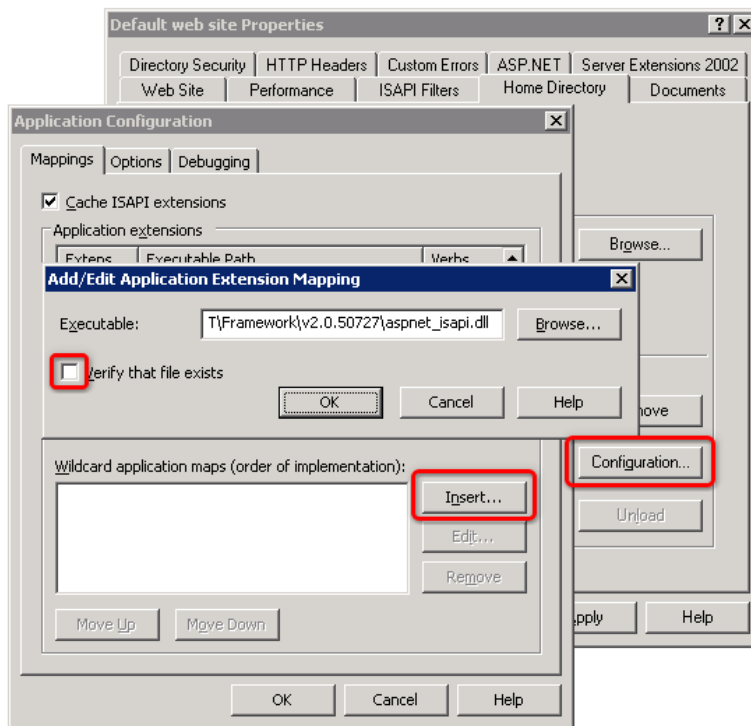 Default web site Properties
Directory Security HTTP Headers Custom Errors ASP.NET Server Extensions 2002
Web Site Performance ISAPI Filters Home Directory Documents
Application Configuration
Mappings Options Debugging
Cache ISAPI extensions
Application extensions
Extens Executable Path Verbs
Browse...
Add/Edit Application Extension Mapping
Executable: T\Framework\v2.0.50727\aspnet_isapi.dll Browse...
Verify that file exists
OK Cancel Help
move
Wildcard application maps (order of implementation):
Configuration...
Insert...
Unload
Edit...
Remove
Move Up Move Down
Apply Help
OK Cancel Help